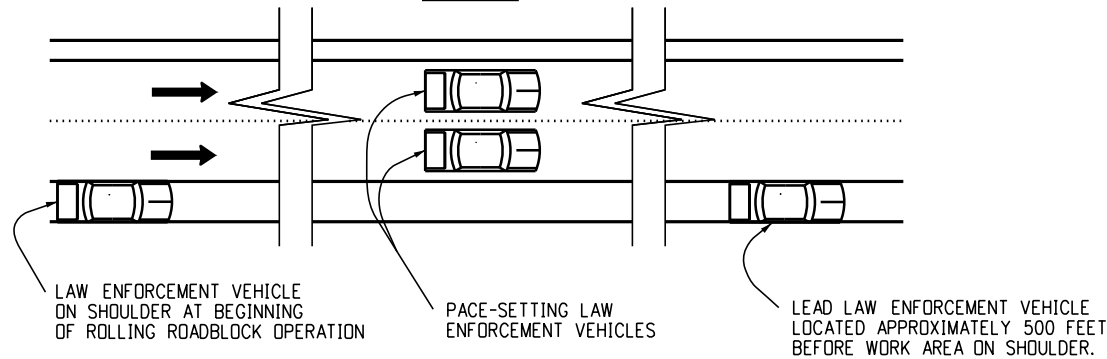 LAW ENFORCEMENT VEHICLE
ON SHOULDER AT BEGINNING
OF ROLLING ROADBLOCK OPERATION
PACE-SETTING LAW
ENFORCEMENT VEHICLES
LEAD LAW ENFORCEMENT VEHICLE
LOCATED APPROXIMATELY 500 FEET
BEFORE WORK AREA ON SHOULDER.